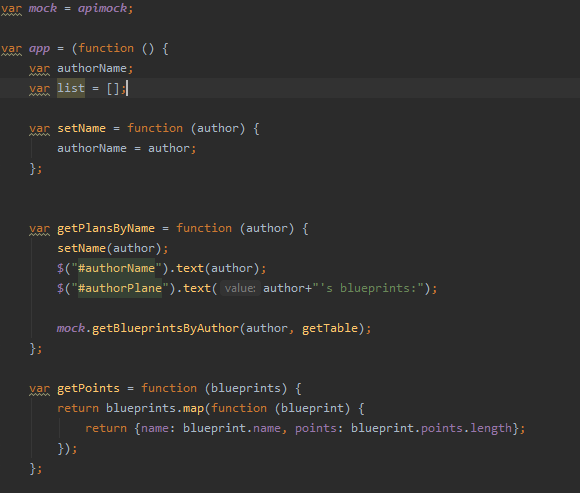 var mock = apimock;
var app = (function () {
var authorName;
var list = [];
var setName = function (author) {
authorName = author;
};
var getPlansByName = function (author) {
setName(author);
$("#authorName").text(author);
$("#authorPlane").text( value: author+"'s blueprints:");
mock.getBlueprintsByAuthor(author, getTable);
};
var getPoints = function (blueprints) {
return blueprints.map(function (blueprint) {
return {name: blueprint.name, points: blueprint.points.length};
});
};